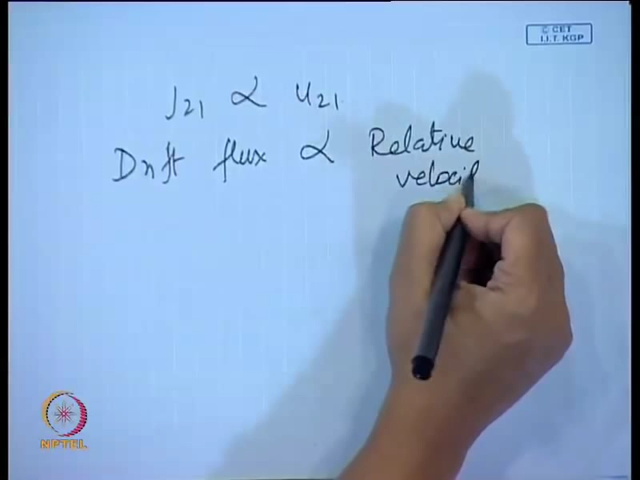 © CET
I.I.T. KGP
J21 ∝ u21
Drift flux ∝ Relative
velocit
NPTEL